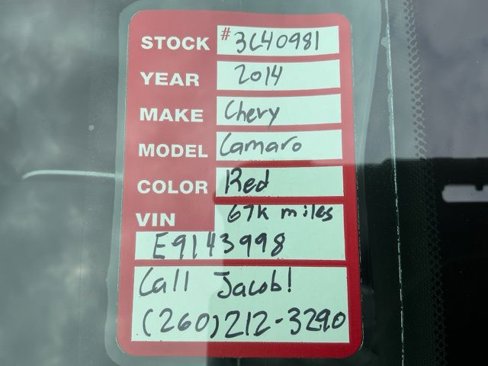 STOCK #3C40981
YEAR 2014
MAKE Chevy
MODEL Camaro
COLOR Red
VIN 67K miles
E9143998
Call Jacob!
(260)212-3290